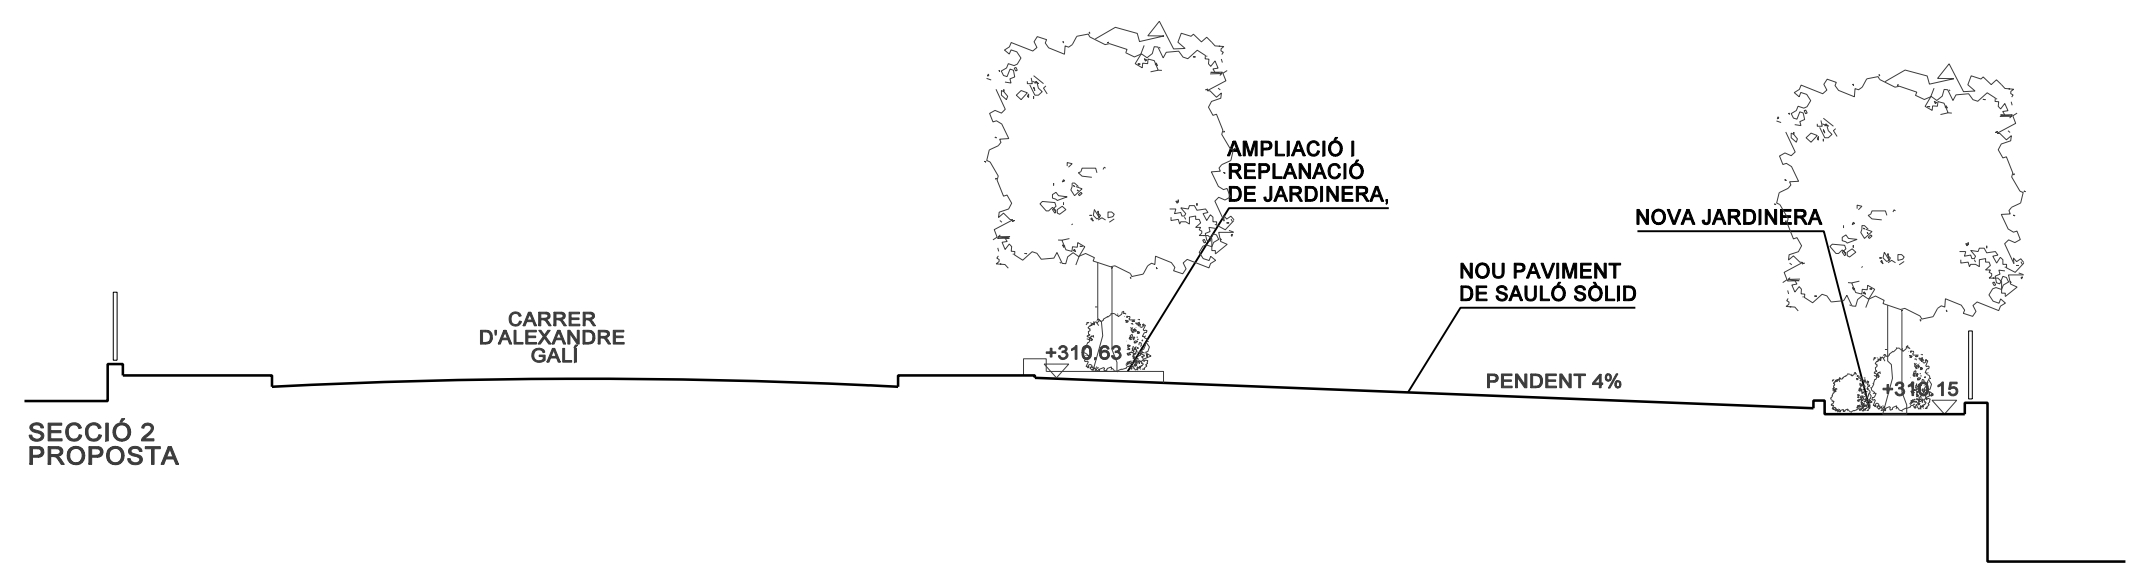 AMPLIACIÓ I
REPLANACIÓ
DE JARDINERA,
NOVA JARDINERA
NOU PAVIMENT
DE SAULÓ SÒLID
CARRER
D'ALEXANDRE
GALÍ
+310.63
PENDENT 4%
+310.15
SECCIÓ 2
PROPOSTA